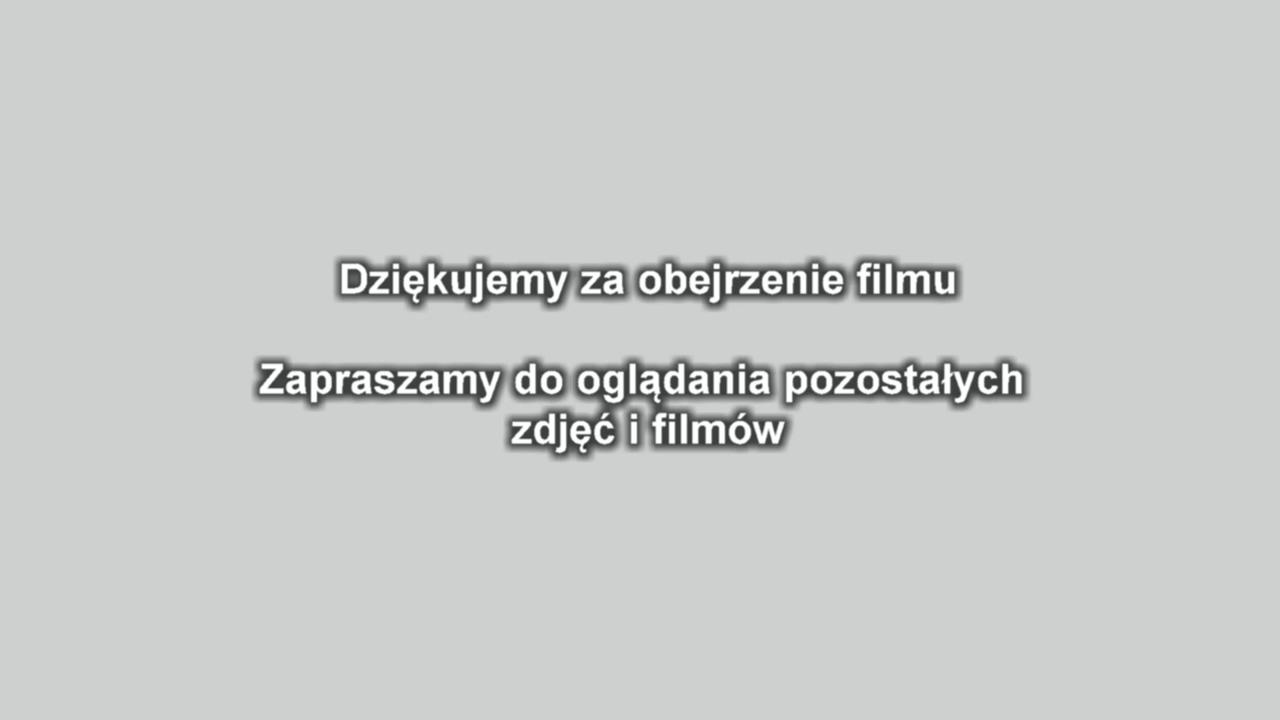 Dziękujemy za obejrzenie filmu
Zapraszamy do oglądania pozostałych
zdjęć i filmów